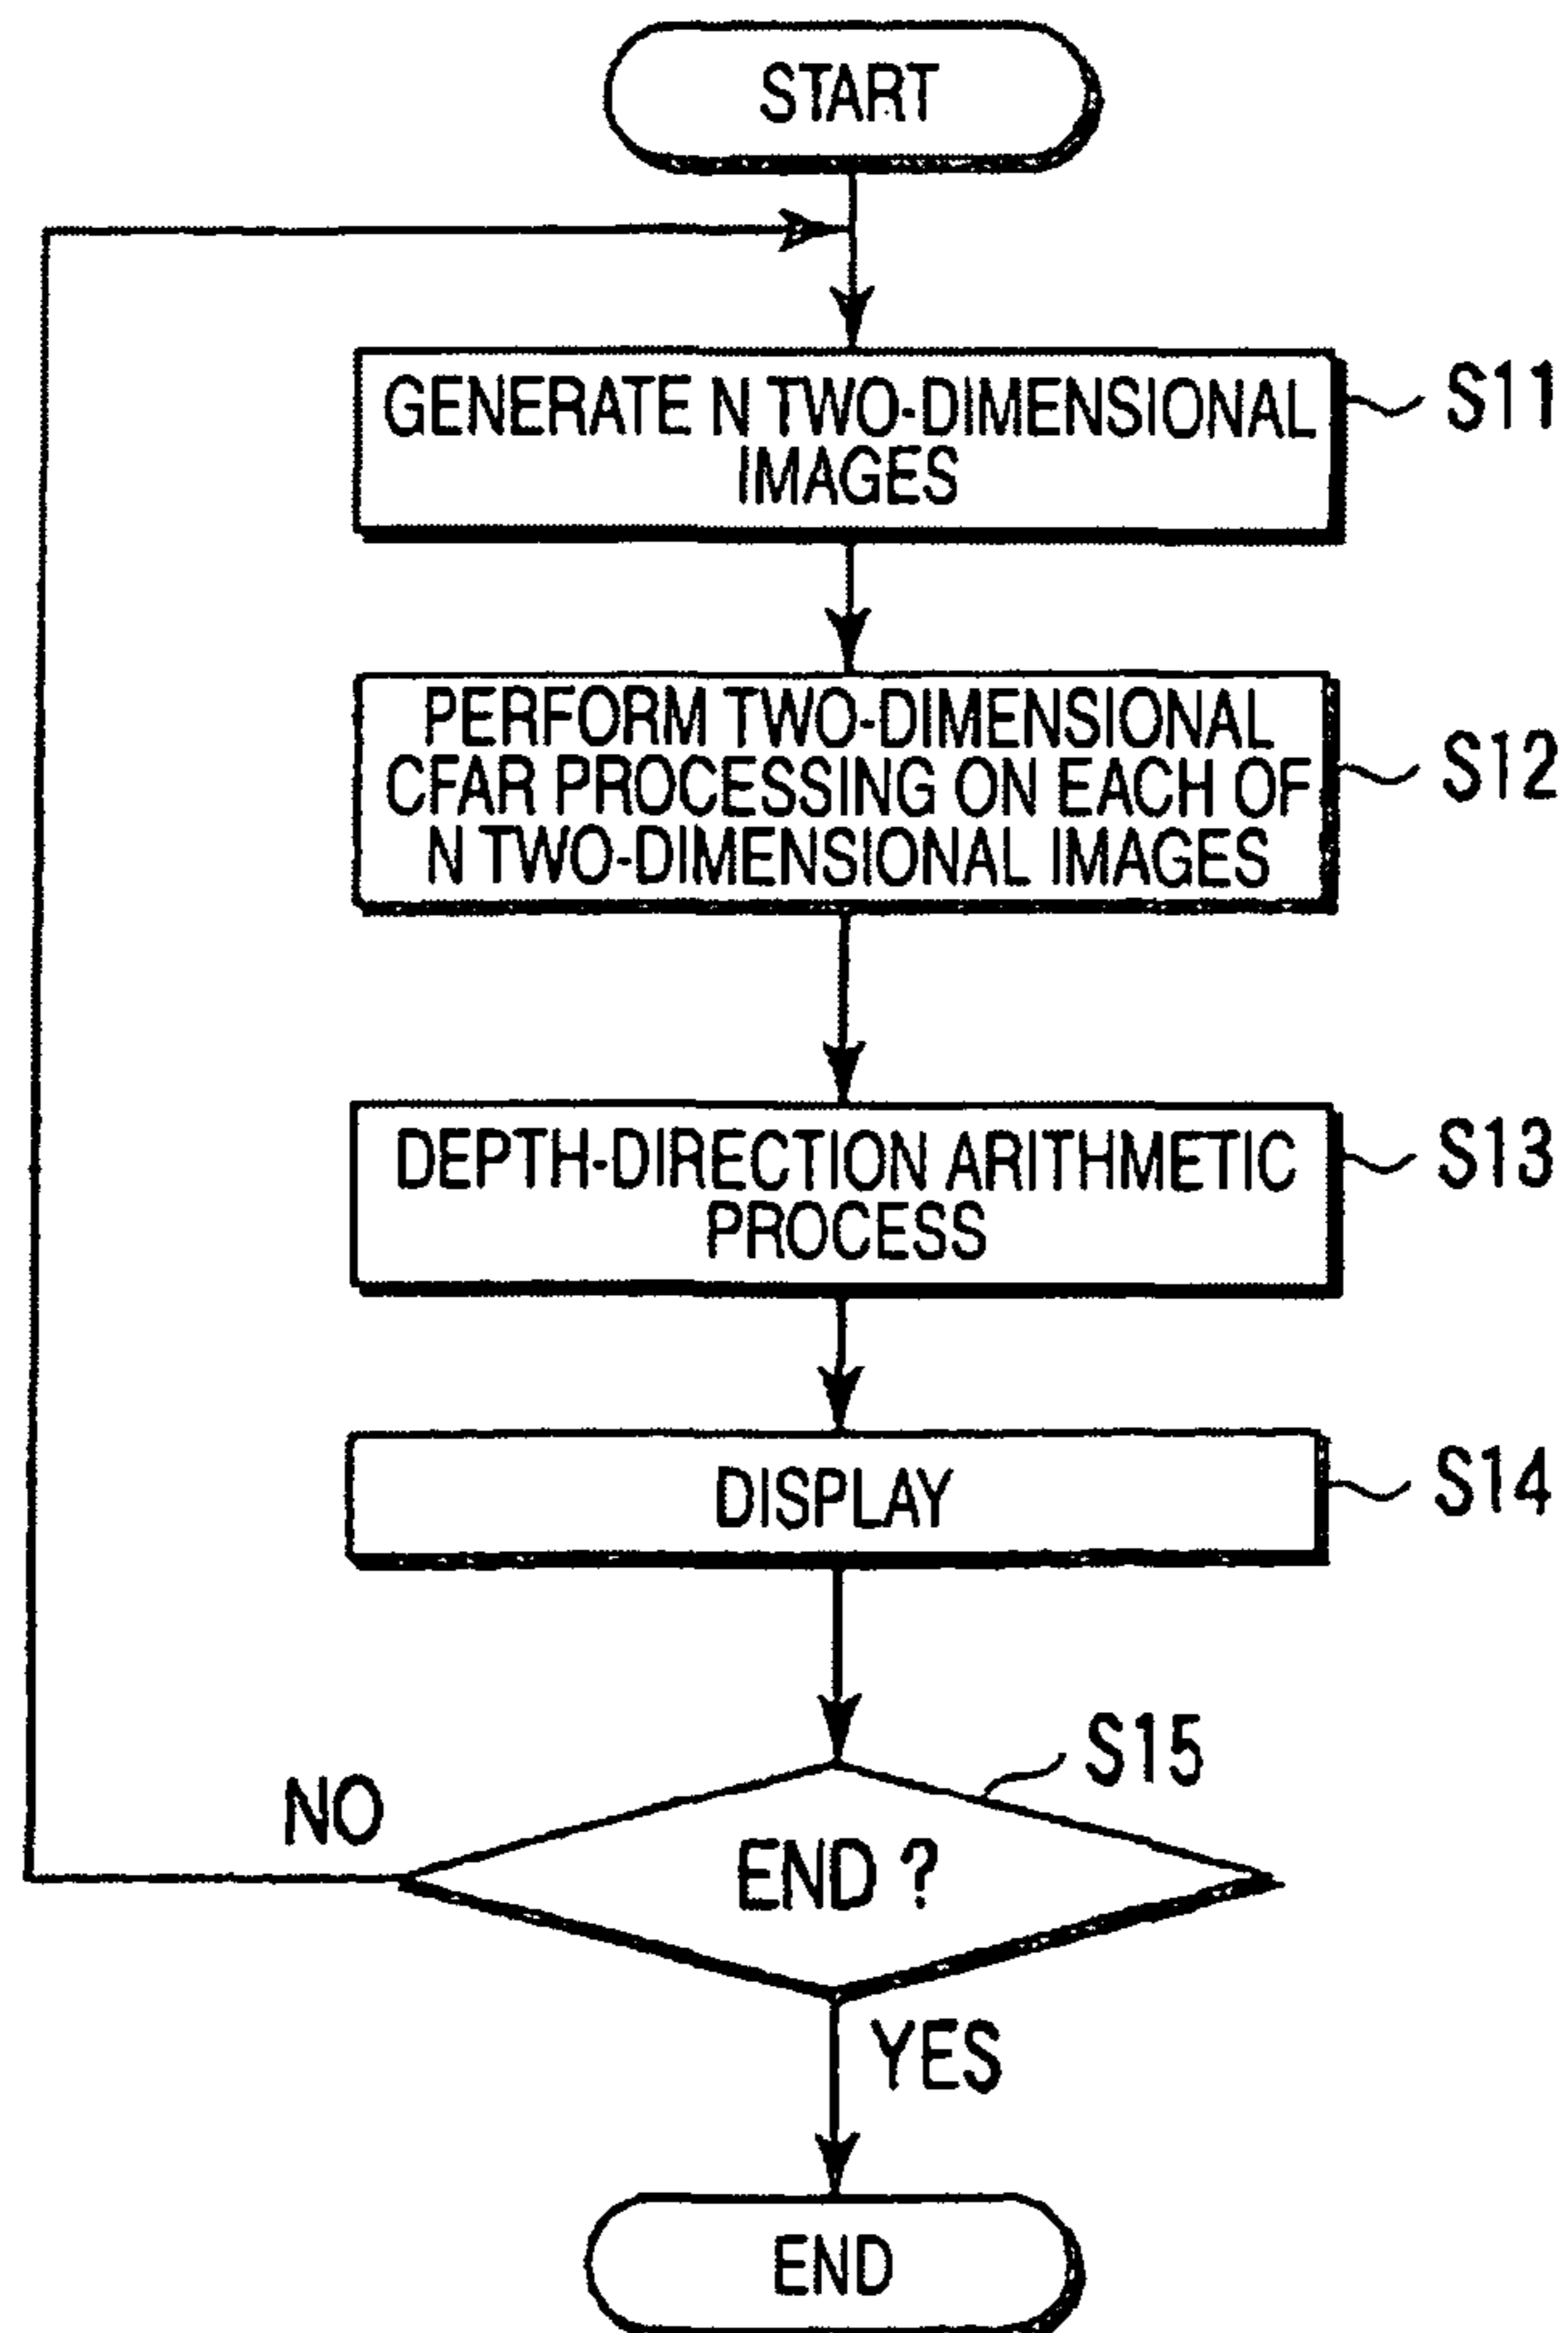 START
GENERATE N TWO-DIMENSIONAL
IMAGES
S11
PERFORM TWO-DIMENSIONAL
CFAR PROCESSING ON EACH OF
N TWO-DIMENSIONAL IMAGES
S12
DEPTH-DIRECTION ARITHMETIC
PROCESS
S13
DISPLAY
S14
S15
NO
END ?
YES
END